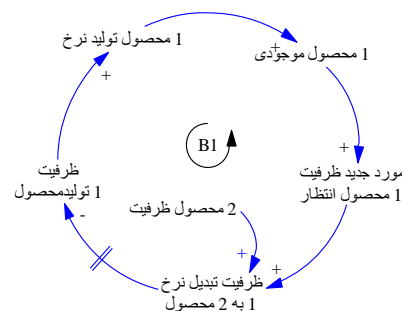 1 محصول تولید نرخ
+
1 محصول موجودی
+
+
B1
مورد جدید ظرفیت
1 محصول انتظار
ظرفیت
1 تولیدمحصول
-
2 محصول ظرفیت
+
+
ظرفیت تبدیل نرخ
1 به 2 محصول